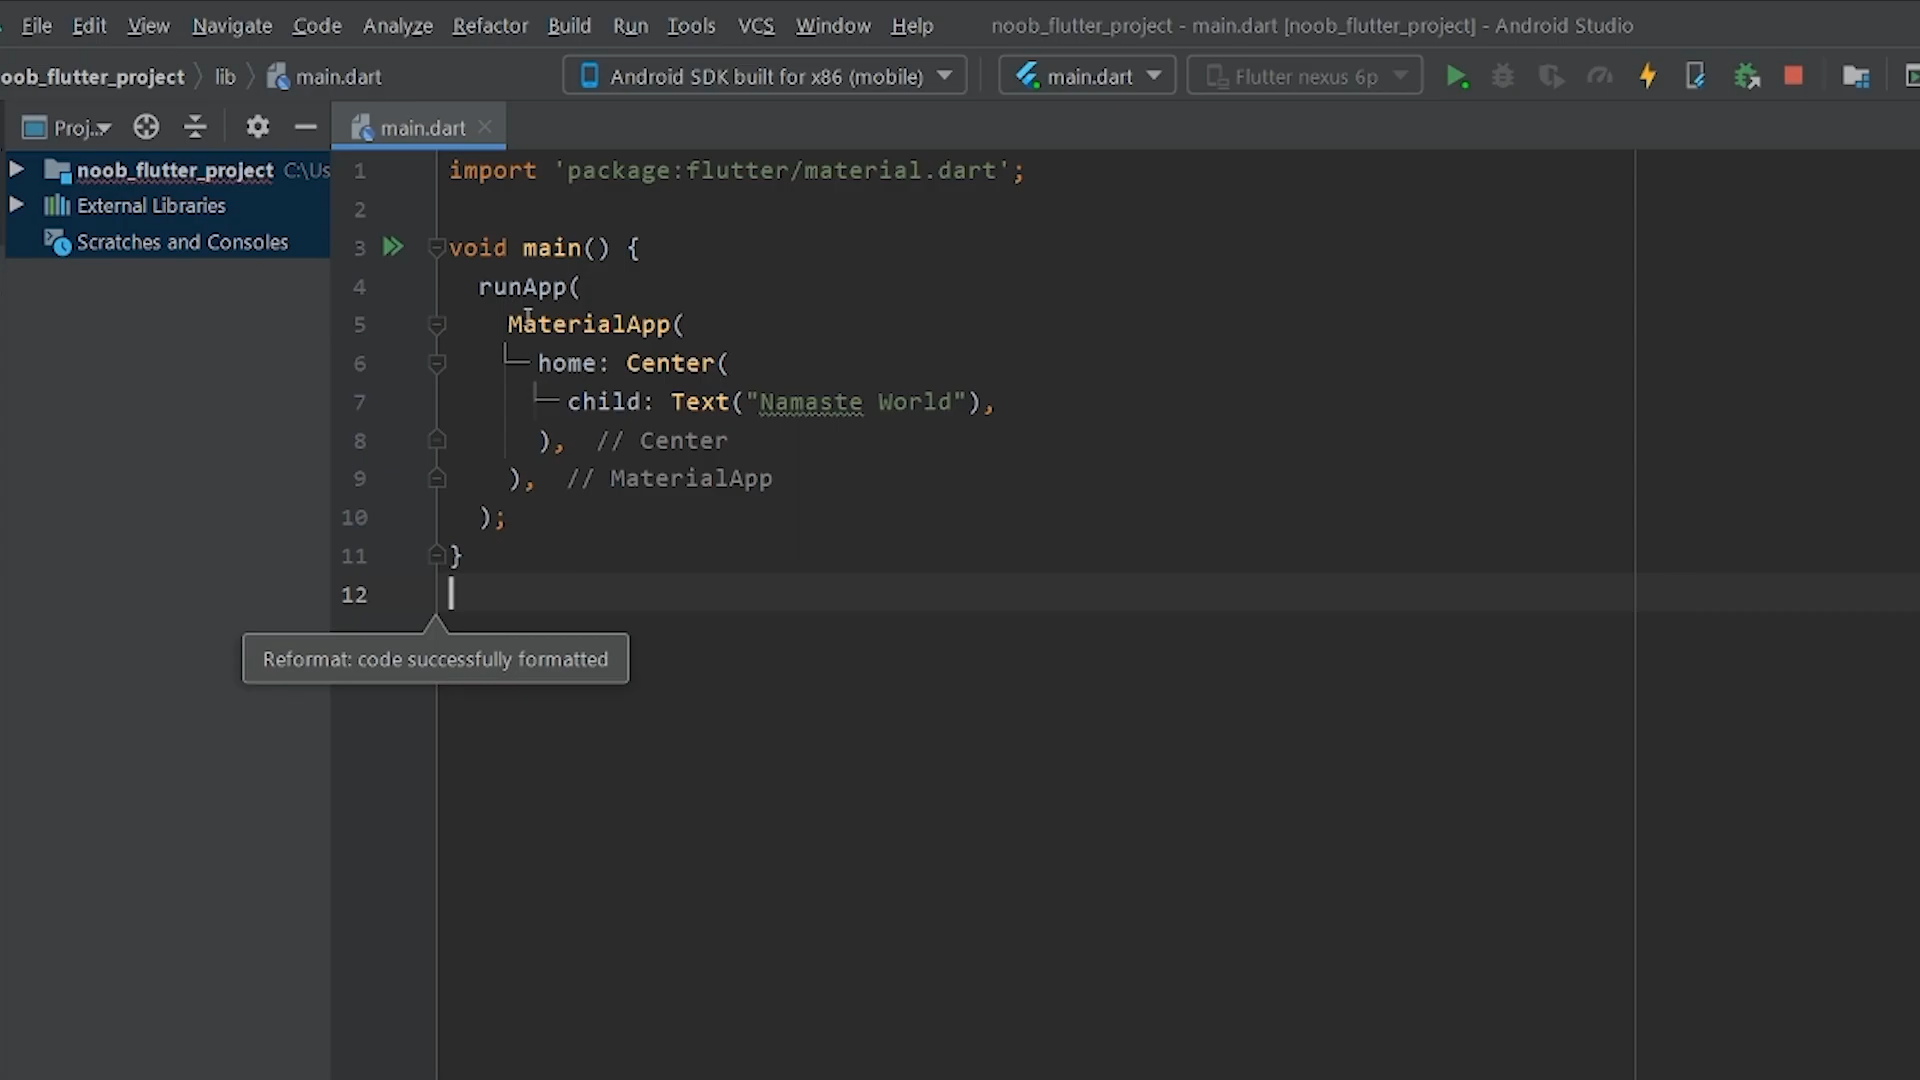 File Edit View Navigate Code Analyze Refactor Build Run Tools VCS Window Help noob_flutter_project - main.dart [noob_flutter_project] - Android Studio
oob_flutter_project lib main.dart Android SDK built for x86 (mobile) main.dart Flutter nexus 6p
Proj.. main.dart
noob_flutter_project C:\Us
External Libraries
Scratches and Consoles
1 import 'package:flutter/material.dart';
2
3 void main() {
4 runApp(
5 MaterialApp(
6 home: Center(
7 child: Text("Namaste World"),
8 ), // Center
9 ), // MaterialApp
10 );
11 }
12
Reformat: code successfully formatted